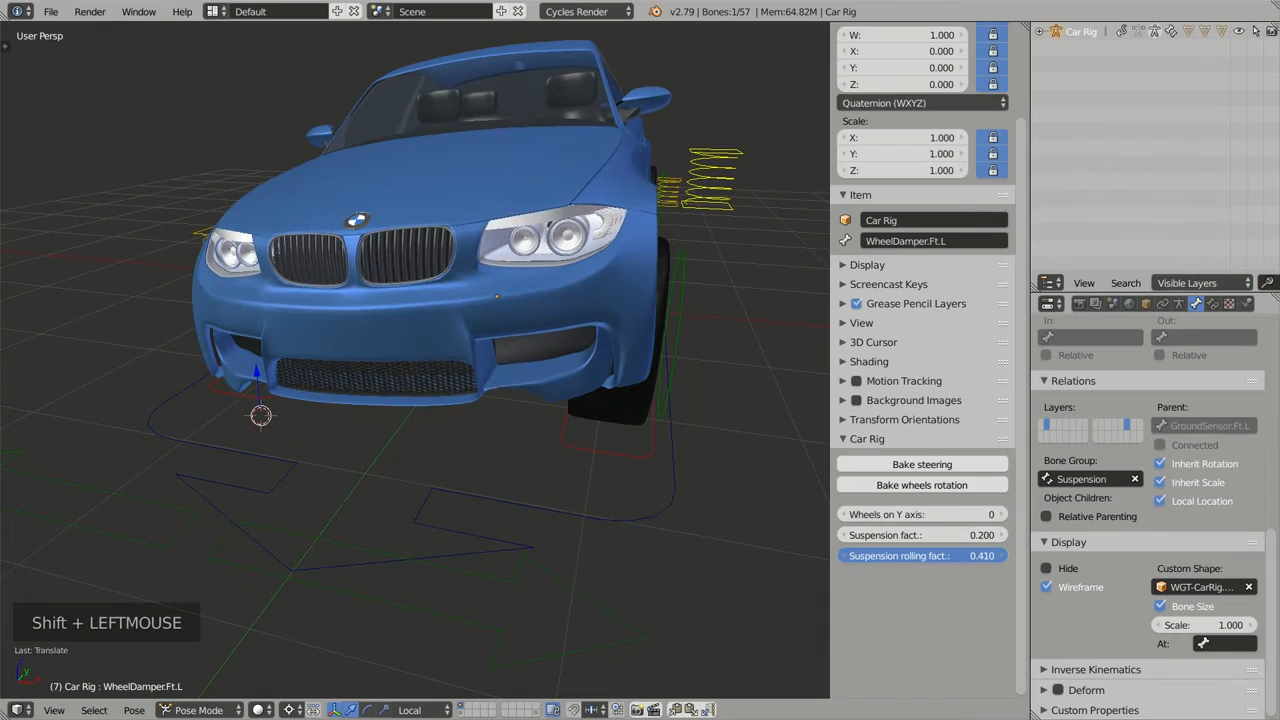 File Render Window Help Default Scene Cycles Render v2.79 | Bones:1/57 | Mem:64.82M | Car Rig
User Persp
W: 1.000
X: 0.000
Y: 0.000
Z: 0.000
Quaternion (WXYZ)
Scale:
X: 1.000
Y: 1.000
Z: 1.000
Item
Car Rig
WheelDamper.Ft.L
Display
Screencast Keys
Grease Pencil Layers
View
3D Cursor
Shading
Motion Tracking
Background Images
Transform Orientations
Car Rig
Bake steering
Bake wheels rotation
Wheels on Y axis: 0
Suspension fact.: 0.200
Suspension rolling fact.: 0.410
Car Rig
View Search Visible Layers
In: Out:
Relative Relative
Relations
Layers: Parent:
GroundSensor.Ft.L
Connected
Bone Group: Inherit Rotation
Suspension Inherit Scale
Object Children: Local Location
Relative Parenting
Display
Hide Custom Shape:
Wireframe WGT-CarRig....
Bone Size
Scale: 1.000
At:
Inverse Kinematics
Deform
Custom Properties
Shift + LEFTMOUSE
Last: Translate
(7) Car Rig : WheelDamper.Ft.L
View Select Pose Pose Mode Local